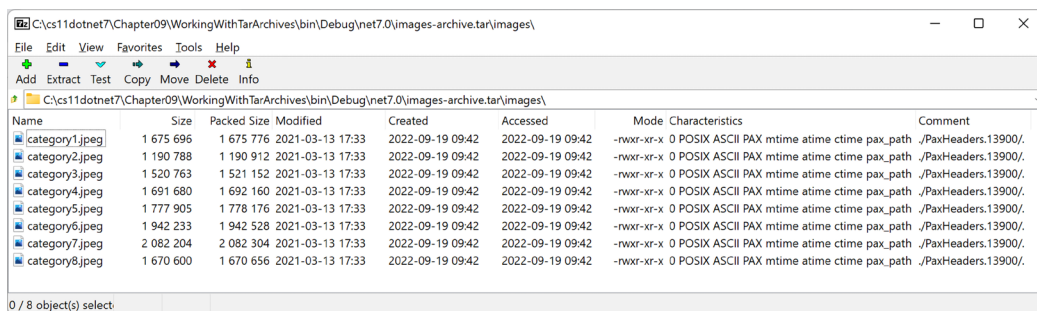 C:\cs11dotnet7\Chapter09\WorkingWithTarArchives\bin\Debug\net7.0\images-archive.tar\images\
File Edit View Favorites Tools Help
Add Extract Test Copy Move Delete Info
C:\cs11dotnet7\Chapter09\WorkingWithTarArchives\bin\Debug\net7.0\images-archive.tar\images\
Name Size Packed Size Modified Created Accessed Mode Characteristics Comment
category1.jpeg 1 675 696 1 675 776 2021-03-13 17:33 2022-09-19 09:42 2022-09-19 09:42 -rwxr-xr-x 0 POSIX ASCII PAX mtime atime ctime pax_path ./PaxHeaders.13900/.
category2.jpeg 1 190 788 1 190 912 2021-03-13 17:33 2022-09-19 09:42 2022-09-19 09:42 -rwxr-xr-x 0 POSIX ASCII PAX mtime atime ctime pax_path ./PaxHeaders.13900/.
category3.jpeg 1 520 763 1 521 152 2021-03-13 17:33 2022-09-19 09:42 2022-09-19 09:42 -rwxr-xr-x 0 POSIX ASCII PAX mtime atime ctime pax_path ./PaxHeaders.13900/.
category4.jpeg 1 691 680 1 692 160 2021-03-13 17:33 2022-09-19 09:42 2022-09-19 09:42 -rwxr-xr-x 0 POSIX ASCII PAX mtime atime ctime pax_path ./PaxHeaders.13900/.
category5.jpeg 1 777 905 1 778 176 2021-03-13 17:33 2022-09-19 09:42 2022-09-19 09:42 -rwxr-xr-x 0 POSIX ASCII PAX mtime atime ctime pax_path ./PaxHeaders.13900/.
category6.jpeg 1 942 233 1 942 528 2021-03-13 17:33 2022-09-19 09:42 2022-09-19 09:42 -rwxr-xr-x 0 POSIX ASCII PAX mtime atime ctime pax_path ./PaxHeaders.13900/.
category7.jpeg 2 082 204 2 082 304 2021-03-13 17:33 2022-09-19 09:42 2022-09-19 09:42 -rwxr-xr-x 0 POSIX ASCII PAX mtime atime ctime pax_path ./PaxHeaders.13900/.
category8.jpeg 1 670 600 1 670 656 2021-03-13 17:33 2022-09-19 09:42 2022-09-19 09:42 -rwxr-xr-x 0 POSIX ASCII PAX mtime atime ctime pax_path ./PaxHeaders.13900/.
0 / 8 object(s) select